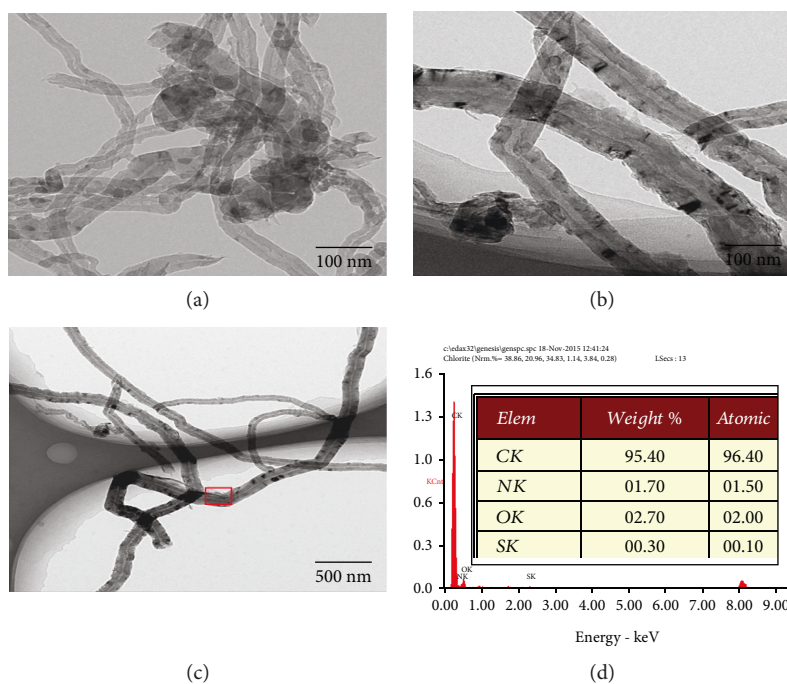 100 nm
100 nm
(a)
(b)
500 nm
(c)
c:\edax32\genesis\genspc.spc 18-Nov-2015 12:41:24
Chlorite (Nrm.%= 38.86, 20.96, 34.83, 1.14, 3.84, 0.28) LSecs : 13
1.6
1.3
1.0
0.6
0.3
0.0
KCnt
CK
OK
NK
SK
Elem Weight % Atomic
CK 95.40 96.40
NK 01.70 01.50
OK 02.70 02.00
SK 00.30 00.10
0.00 1.00 2.00 3.00 4.00 5.00 6.00 7.00 8.00 9.00
Energy - keV
(d)